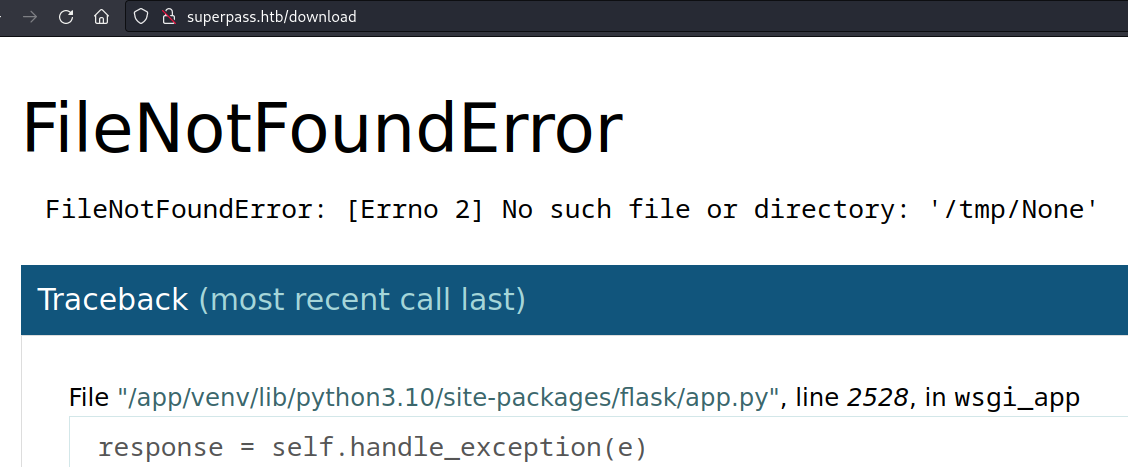 superpass.htb/download
FileNotFoundError
FileNotFoundError: [Errno 2] No such file or directory: '/tmp/None'
Traceback (most recent call last)
File "/app/venv/lib/python3.10/site-packages/flask/app.py", line 2528, in wsgi_app
response = self.handle_exception(e)